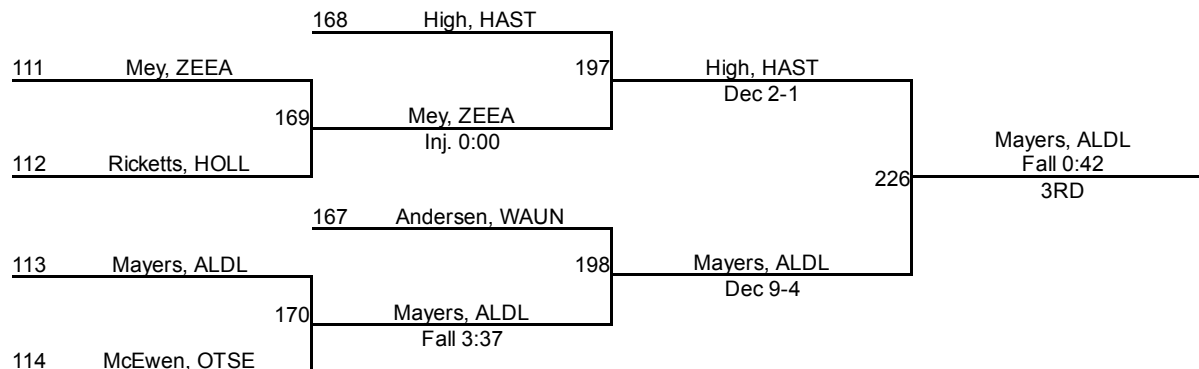 168 High, HAST
111 Mey, ZEEA
197 High, HAST
Dec 2-1
169 Mey, ZEEA
Inj. 0:00
Mayers, ALDL
Fall 0:42
3RD
112 Ricketts, HOLL
226
167 Andersen, WAUN
113 Mayers, ALDL
198 Mayers, ALDL
Dec 9-4
170 Mayers, ALDL
Fall 3:37
114 McEwen, OTSE